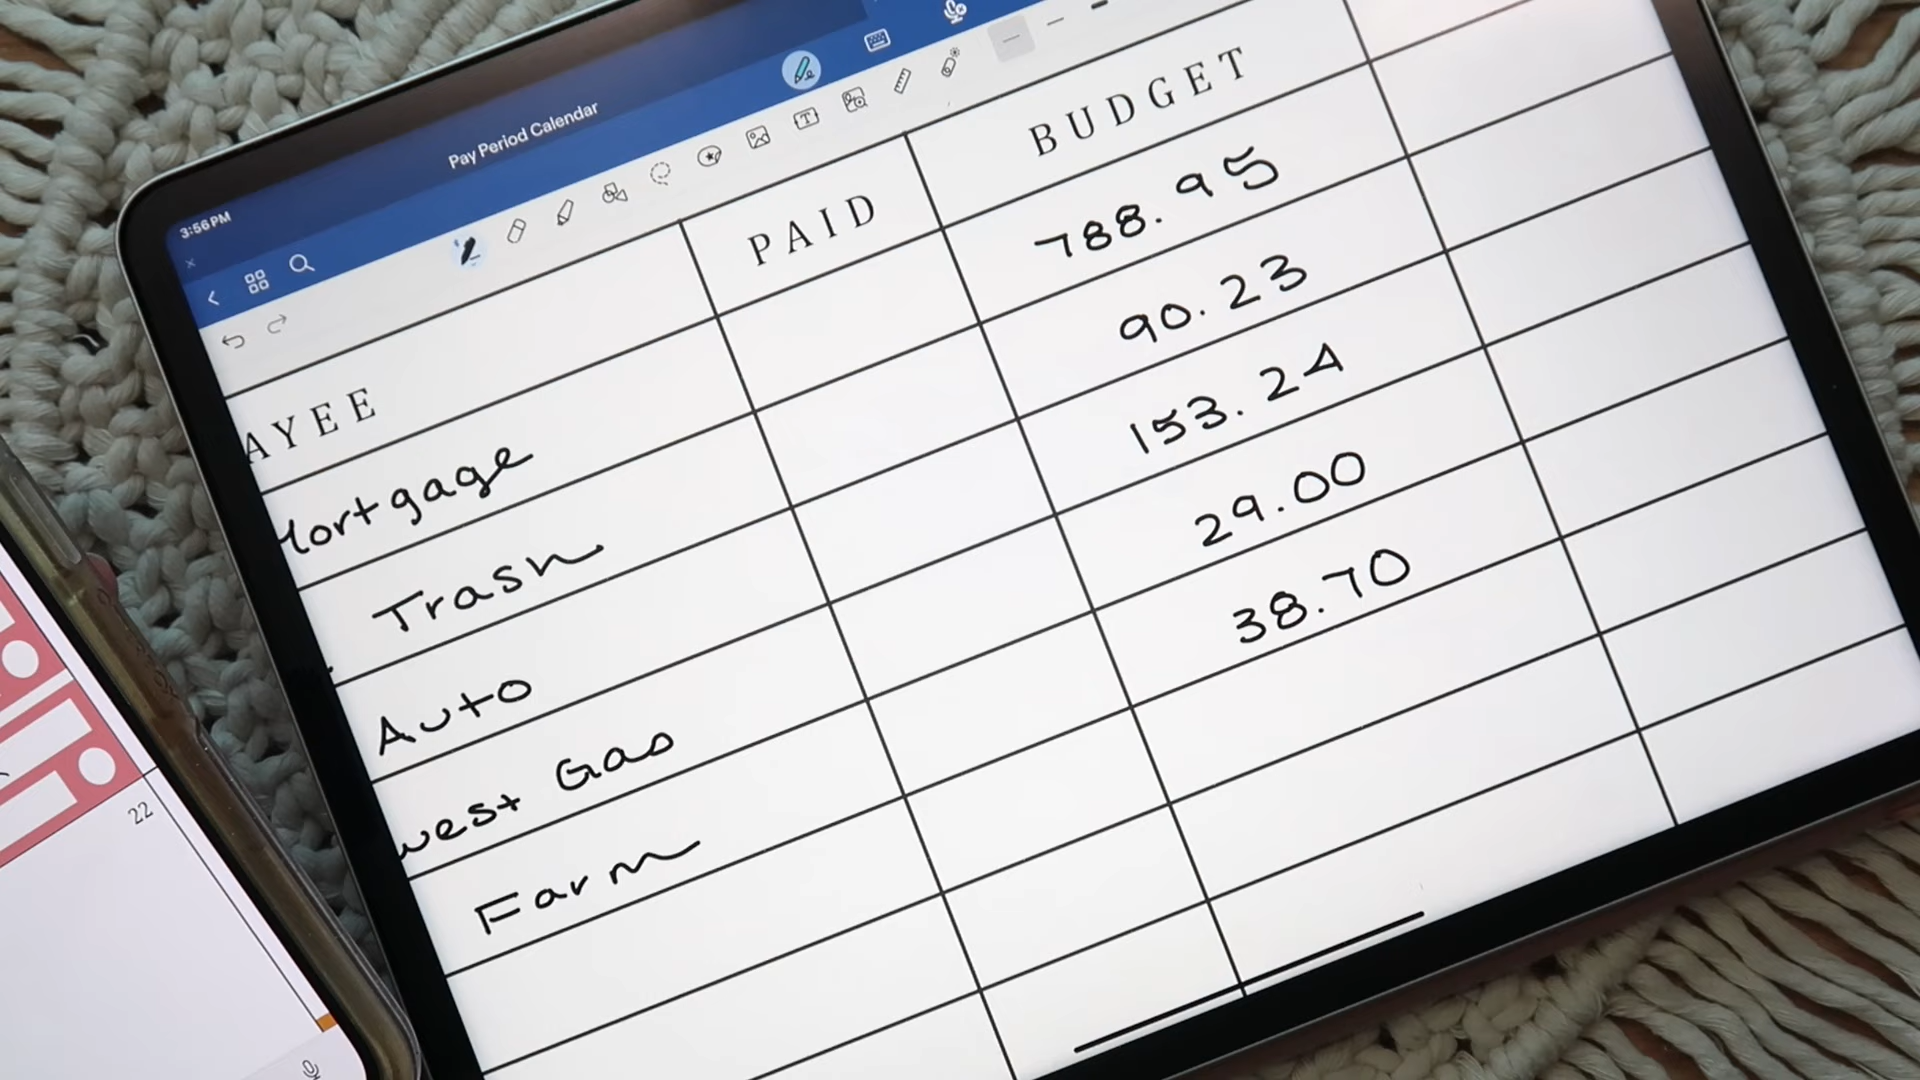 3:56 PM
Pay Period Calendar
AYEE PAID BUDGET
Mortgage 788.95
Trash 90.23
Auto 153.24
west Gas 29.00
Farm 38.70
22